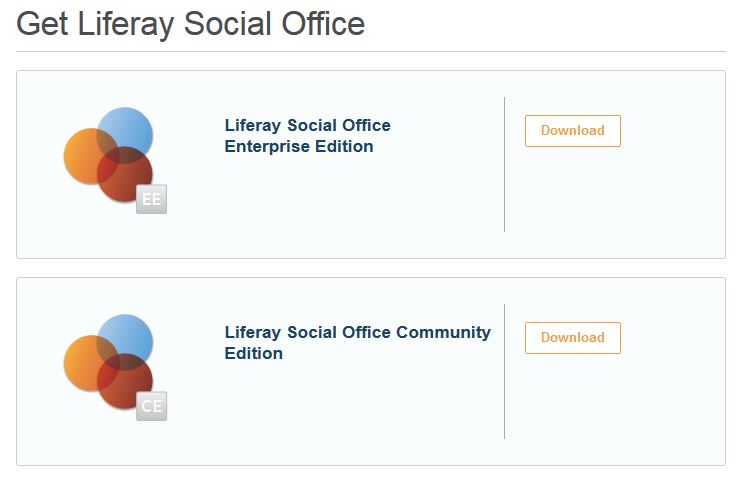 Get Liferay Social Office
Liferay Social Office
Enterprise Edition
Download
EE
Liferay Social Office Community
Edition
Download
CE